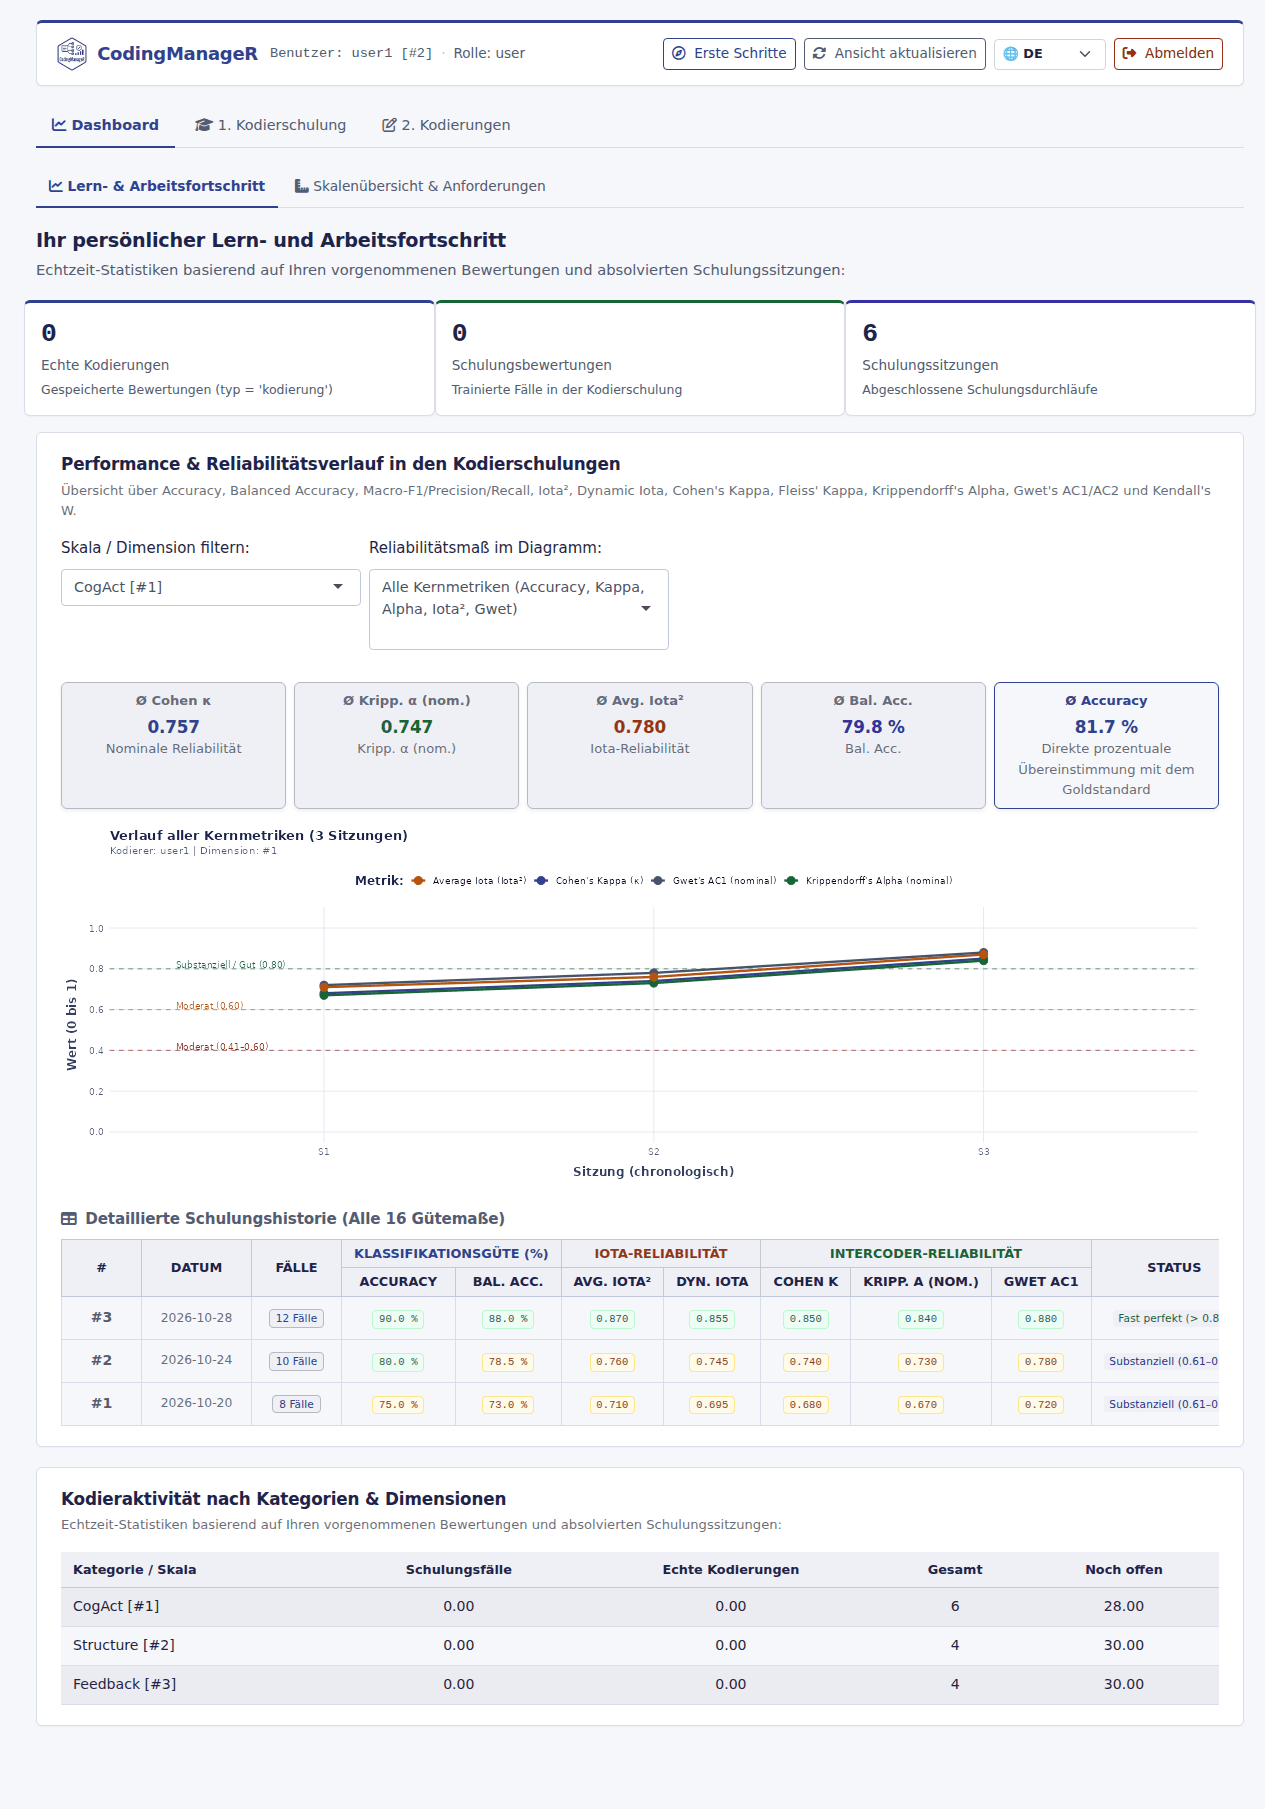 CodingManageR Benutzer: user1 [#2] · Rolle: user Erste Schritte Ansicht aktualisieren 🌐 DE Abmelden
Dashboard 1. Kodierschulung 2. Kodierungen
Lern- & Arbeitsfortschritt Skalenübersicht & Anforderungen
Ihr persönlicher Lern- und Arbeitsfortschritt
Echtzeit-Statistiken basierend auf Ihren vorgenommenen Bewertungen und absolvierten Schulungssitzungen:
0 0 6
Echte Kodierungen Schulungsbewertungen Schulungssitzungen
Gespeicherte Bewertungen (typ = 'kodierung') Trainierte Fälle in der Kodierschulung Abgeschlossene Schulungsdurchläufe
Performance & Reliabilitätsverlauf in den Kodierschulungen
Übersicht über Accuracy, Balanced Accuracy, Macro-F1/Precision/Recall, Iota², Dynamic Iota, Cohen's Kappa, Fleiss' Kappa, Krippendorff's Alpha, Gwet's AC1/AC2 und Kendall's
W.
Skala / Dimension filtern: Reliabilitätsmaß im Diagramm:
CogAct [#1] Alle Kernmetriken (Accuracy, Kappa,
Alpha, Iota², Gwet)
Ø Cohen κ Ø Kripp. α (nom.) Ø Avg. Iota² Ø Bal. Acc. Ø Accuracy
0.757 0.747 0.780 79.8 % 81.7 %
Nominale Reliabilität Kripp. α (nom.) Iota-Reliabilität Bal. Acc. Direkte prozentuale
Übereinstimmung mit dem
Goldstandard
Verlauf aller Kernmetriken (3 Sitzungen)
Kodierer: user1 | Dimension: #1
Metrik: Average Iota (Iota²) Cohen's Kappa (κ) Gwet's AC1 (nominal) Krippendorff's Alpha (nominal)
1.0
0.8 Substanziell / Gut (0.80)
0.6 Moderat (0.60)
0.4 Moderat (0.41–0.60)
0.2
0.0
Wert (0 bis 1)
S1 S2 S3
Sitzung (chronologisch)
Detaillierte Schulungshistorie (Alle 16 Gütemaße)
# DATUM FÄLLE KLASSIFIKATIONSGÜTE (%) IOTA-RELIABILITÄT INTERCODER-RELIABILITÄT STATUS
ACCURACY BAL. ACC. AVG. IOTA² DYN. IOTA COHEN Κ KRIPP. Α (NOM.) GWET AC1
#3 2026-10-28 12 Fälle 90.0 % 88.0 % 0.870 0.855 0.850 0.840 0.880 Fast perfekt (> 0.8
#2 2026-10-24 10 Fälle 80.0 % 78.5 % 0.760 0.745 0.740 0.730 0.780 Substanziell (0.61–0
#1 2026-10-20 8 Fälle 75.0 % 73.0 % 0.710 0.695 0.680 0.670 0.720 Substanziell (0.61–0
Kodieraktivität nach Kategorien & Dimensionen
Echtzeit-Statistiken basierend auf Ihren vorgenommenen Bewertungen und absolvierten Schulungssitzungen:
Kategorie / Skala Schulungsfälle Echte Kodierungen Gesamt Noch offen
CogAct [#1] 0.00 0.00 6 28.00
Structure [#2] 0.00 0.00 4 30.00
Feedback [#3] 0.00 0.00 4 30.00